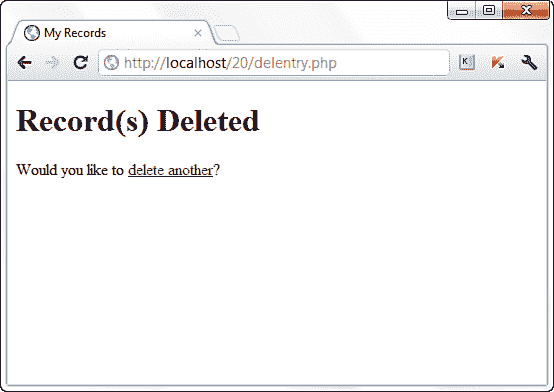 My Records
http://localhost/20/delentry.php
Record(s) Deleted
Would you like to delete another?